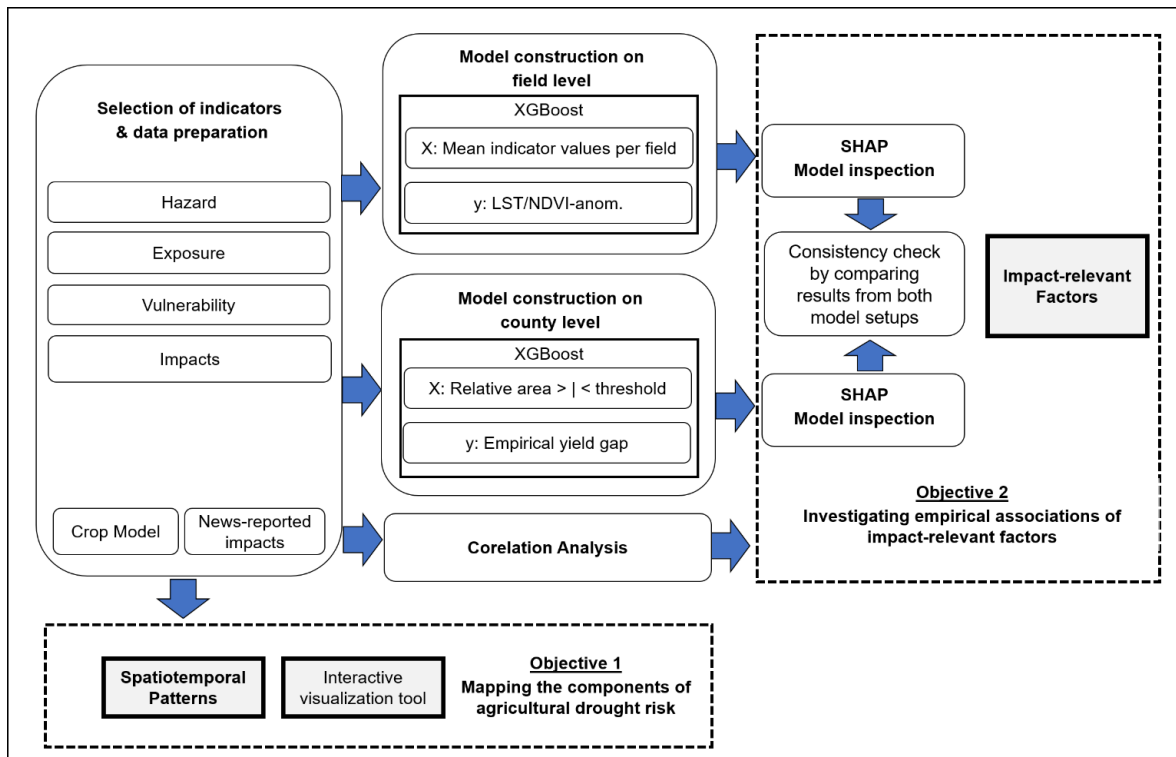 Selection of indicators
& data preparation
Hazard
Exposure
Vulnerability
Impacts
Crop Model
News-reported
impacts
Model construction on
field level
XGBoost
X: Mean indicator values per field
y: LST/NDVI-anom.
Model construction on
county level
XGBoost
X: Relative area > | < threshold
y: Empirical yield gap
Corelation Analysis
SHAP
Model inspection
Consistency check
by comparing
results from both
model setups
SHAP
Model inspection
Impact-relevant
Factors
Objective 2
Investigating empirical associations of
impact-relevant factors
Spatiotemporal
Patterns
Interactive
visualization tool
Objective 1
Mapping the components of
agricultural drought risk